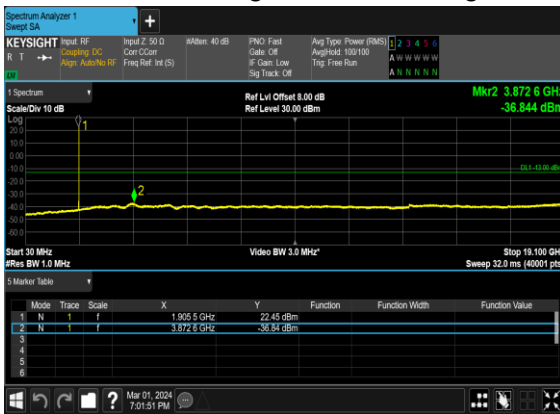 Spectrum Analyzer 1
Swept SA
+
KEYSIGHT Input: RF Input Z: 50 Ω #Atten: 40 dB PNO: Fast Avg Type: Power (RMS) 1 2 3 4 5 6
R T Coupling: DC Corr CCorr Gate: Off Avg|Hold: 100/100 A W W W W W
Align: Auto/No RF Freq Ref: Int (S) IF Gain: Low Trig: Free Run
LV Sig Track: Off A N N N N N
1 Spectrum Ref Lvl Offset 8.00 dB Mkr2 3.872 6 GHz
Scale/Div 10 dB Ref Level 30.00 dBm -36.844 dBm
Log
20.0 1
10.0
0.00
-10.0 DL1 -13.00 dBm
-20.0
-30.0 2
-40.0
-50.0
-60.0
Start 30 MHz Video BW 3.0 MHz* Stop 19.100 GH
#Res BW 1.0 MHz Sweep 32.0 ms (40001 pts
5 Marker Table
Mode Trace Scale X Y Function Function Width Function Value
1 N 1 f 1.905 5 GHz 22.45 dBm
2 N 1 f 3.872 6 GHz -36.84 dBm
3
4
5
6
? Mar 01, 2024
7:01:51 PM